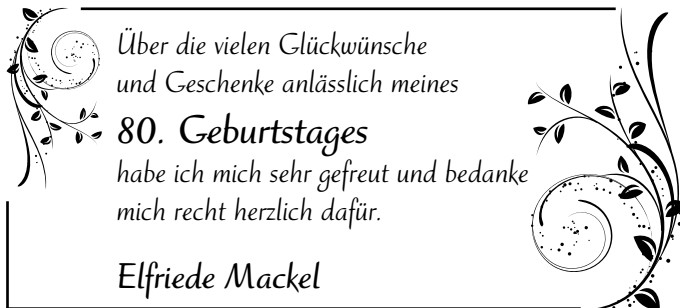 Über die vielen Glückwünsche
und Geschenke anlässlich meines
80. Geburtstages
habe ich mich sehr gefreut und bedanke
mich recht herzlich dafür.
Elfriede Mackel